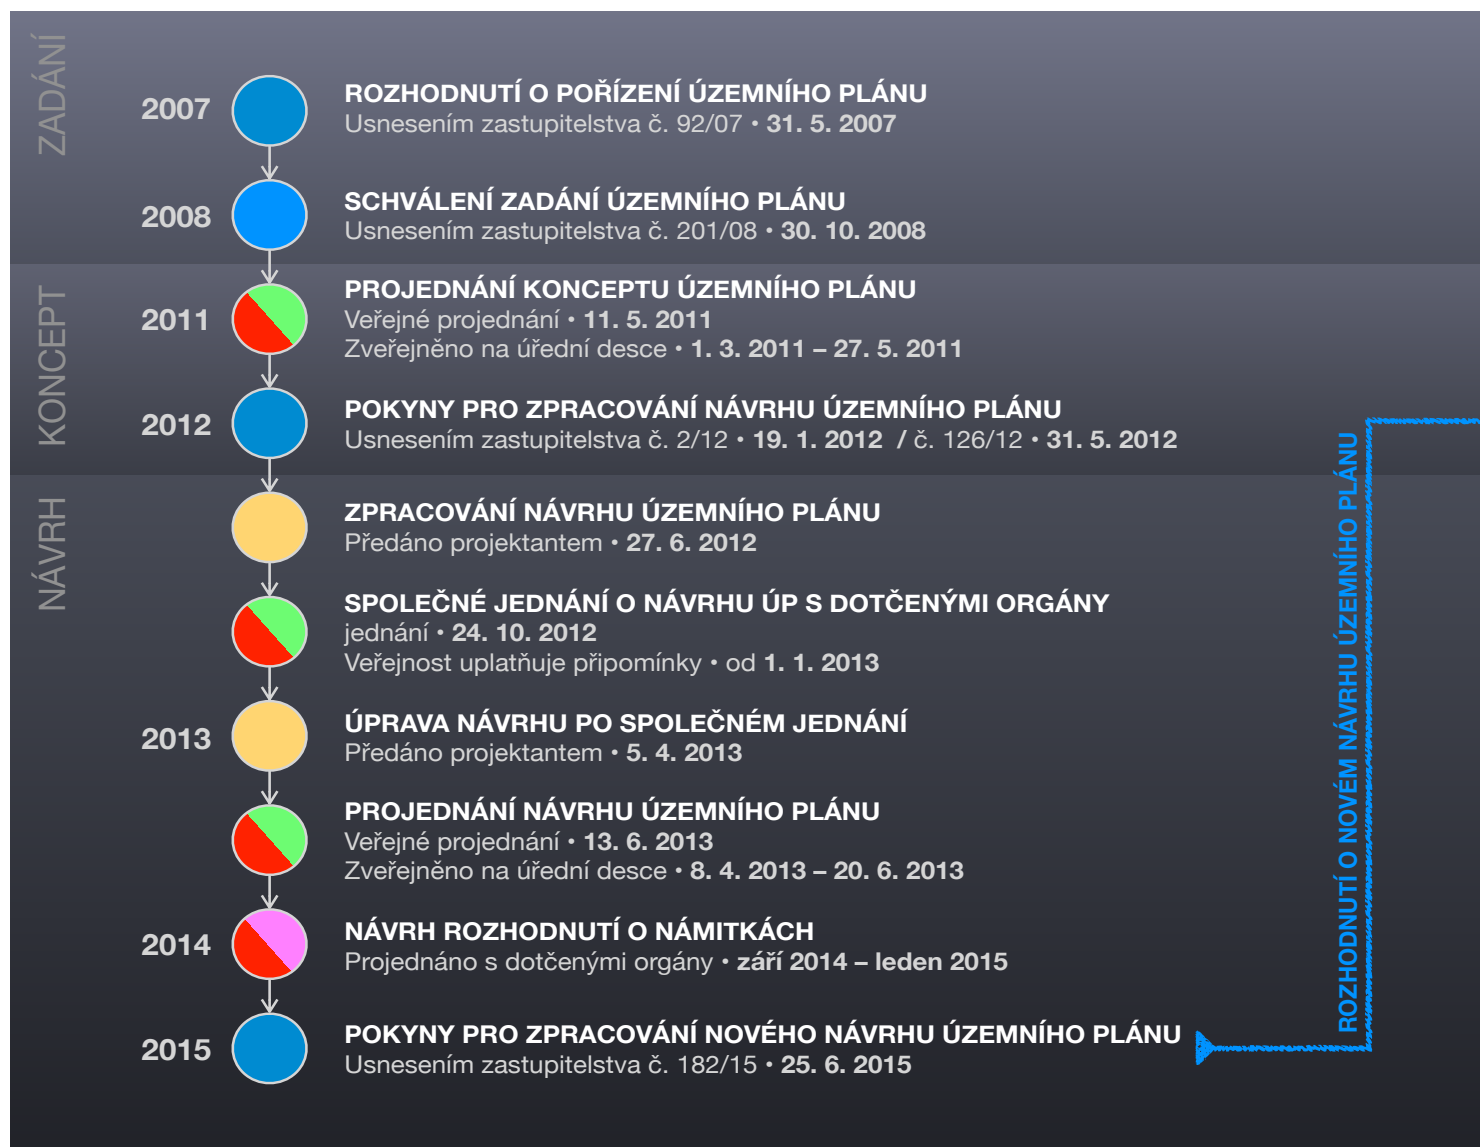 ZADÁNÍ
2007
ROZHODNUTÍ O POŘÍZENÍ ÚZEMNÍHO PLÁNU
Usnesením zastupitelstva č. 92/07 • 31. 5. 2007
2008
SCHVÁLENÍ ZADÁNÍ ÚZEMNÍHO PLÁNU
Usnesením zastupitelstva č. 201/08 • 30. 10. 2008
KONCEPT
2011
PROJEDNÁNÍ KONCEPTU ÚZEMNÍHO PLÁNU
Veřejné projednání • 11. 5. 2011
Zveřejněno na úřední desce • 1. 3. 2011 – 27. 5. 2011
2012
POKYNY PRO ZPRACOVÁNÍ NÁVRHU ÚZEMNÍHO PLÁNU
Usnesením zastupitelstva č. 2/12 • 19. 1. 2012 / č. 126/12 • 31. 5. 2012
NÁVRH
ZPRACOVÁNÍ NÁVRHU ÚZEMNÍHO PLÁNU
Předáno projektantem • 27. 6. 2012
SPOLEČNÉ JEDNÁNÍ O NÁVRHU ÚP S DOTČENÝMI ORGÁNY
jednání • 24. 10. 2012
Veřejnost uplatňuje připomínky • od 1. 1. 2013
2013
ÚPRAVA NÁVRHU PO SPOLEČNÉM JEDNÁNÍ
Předáno projektantem • 5. 4. 2013
PROJEDNÁNÍ NÁVRHU ÚZEMNÍHO PLÁNU
Veřejné projednání • 13. 6. 2013
Zveřejněno na úřední desce • 8. 4. 2013 – 20. 6. 2013
2014
NÁVRH ROZHODNUTÍ O NÁMITKÁCH
Projednáno s dotčenými orgány • září 2014 – leden 2015
2015
POKYNY PRO ZPRACOVÁNÍ NOVÉHO NÁVRHU ÚZEMNÍHO PLÁNU
Usnesením zastupitelstva č. 182/15 • 25. 6. 2015
ROZHODNUTÍ O NOVÉM NÁVRHU ÚZEMNÍHO PLÁNU